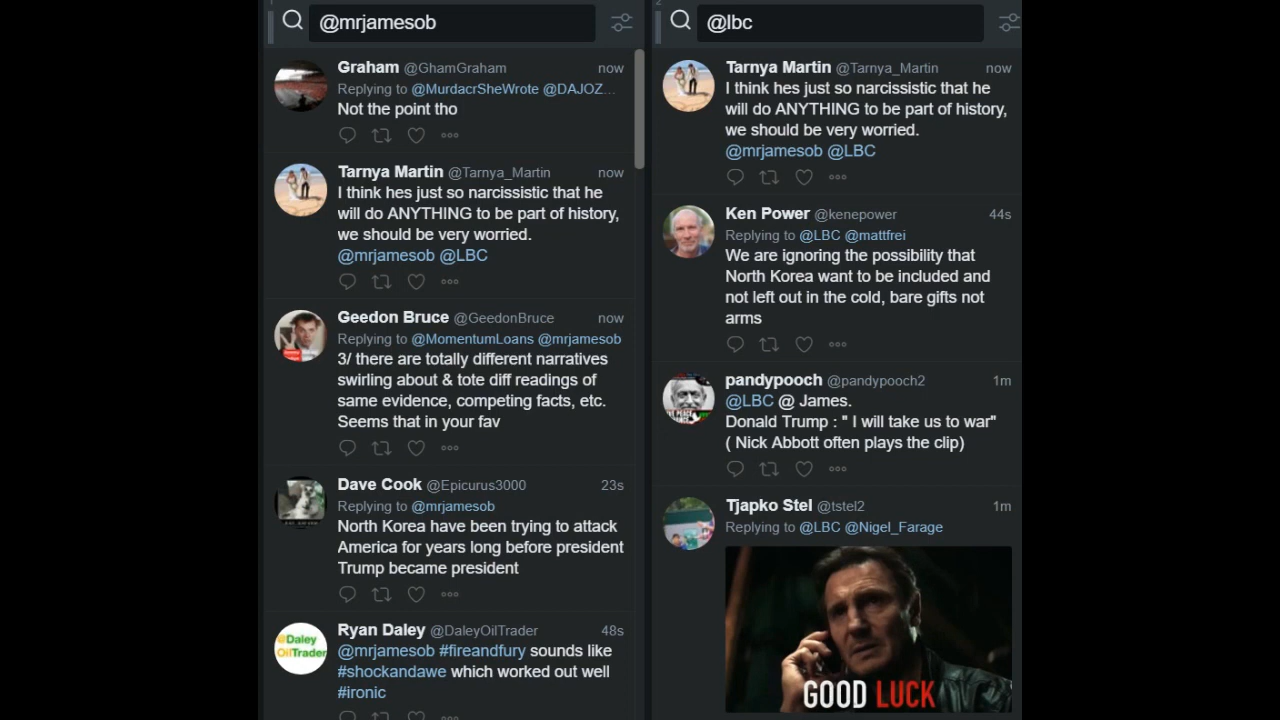 @mrjamesob
Graham @GhamGraham now
Replying to @MurdacrSheWrote @DAJOZ...
Not the point tho
Tarnya Martin @Tarnya_Martin now
I think hes just so narcissistic that he
will do ANYTHING to be part of history,
we should be very worried.
@mrjamesob @LBC
Geedon Bruce @GeedonBruce now
Replying to @MomentumLoans @mrjamesob
3/ there are totally different narratives
swirling about & tote diff readings of
same evidence, competing facts, etc.
Seems that in your fav
Dave Cook @Epicurus3000 23s
Replying to @mrjamesob
North Korea have been trying to attack
America for years long before president
Trump became president
@Daley
OilTrader
Ryan Daley @DaleyOilTrader 48s
@mrjamesob #fireandfury sounds like
#shockandawe which worked out well
#ironic
2
@lbc
Tarnya Martin @Tarnya_Martin now
I think hes just so narcissistic that he
will do ANYTHING to be part of history,
we should be very worried.
@mrjamesob @LBC
Ken Power @kenepower 44s
Replying to @LBC @mattfrei
We are ignoring the possibility that
North Korea want to be included and
not left out in the cold, bare gifts not
arms
pandypooch @pandypooch2 1m
@LBC @ James.
Donald Trump : " I will take us to war"
( Nick Abbott often plays the clip)
Tjapko Stel @tstel2 1m
Replying to @LBC @Nigel_Farage
GOOD LUCK